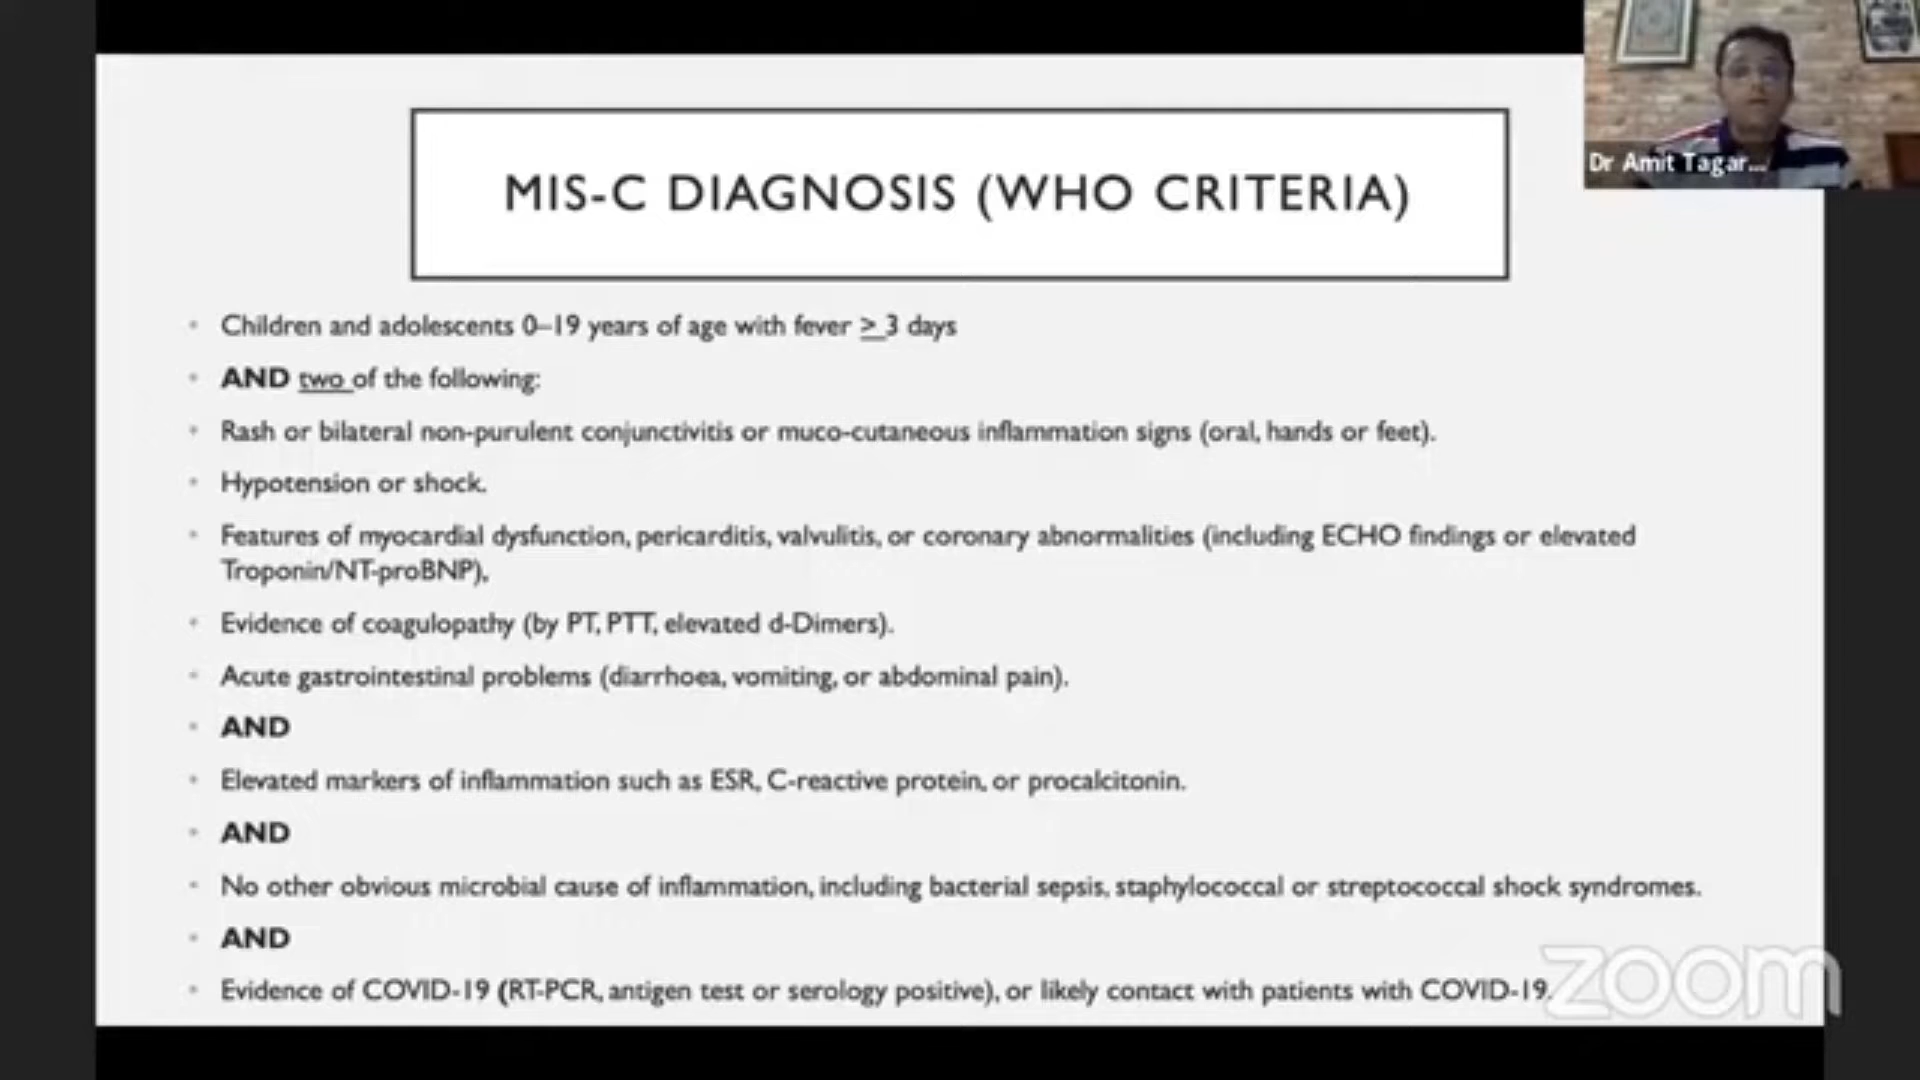 Dr Amit Tagar...
MIS-C DIAGNOSIS (WHO CRITERIA)
• Children and adolescents 0–19 years of age with fever > 3 days
• AND two of the following:
• Rash or bilateral non-purulent conjunctivitis or muco-cutaneous inflammation signs (oral, hands or feet).
• Hypotension or shock.
• Features of myocardial dysfunction, pericarditis, valvulitis, or coronary abnormalities (including ECHO findings or elevated
Troponin/NT-proBNP),
• Evidence of coagulopathy (by PT, PTT, elevated d-Dimers).
• Acute gastrointestinal problems (diarrhoea, vomiting, or abdominal pain).
• AND
• Elevated markers of inflammation such as ESR, C-reactive protein, or procalcitonin.
• AND
• No other obvious microbial cause of inflammation, including bacterial sepsis, staphylococcal or streptococcal shock syndromes.
• AND
• Evidence of COVID-19 (RT-PCR, antigen test or serology positive), or likely contact with patients with COVID-19.
zoom